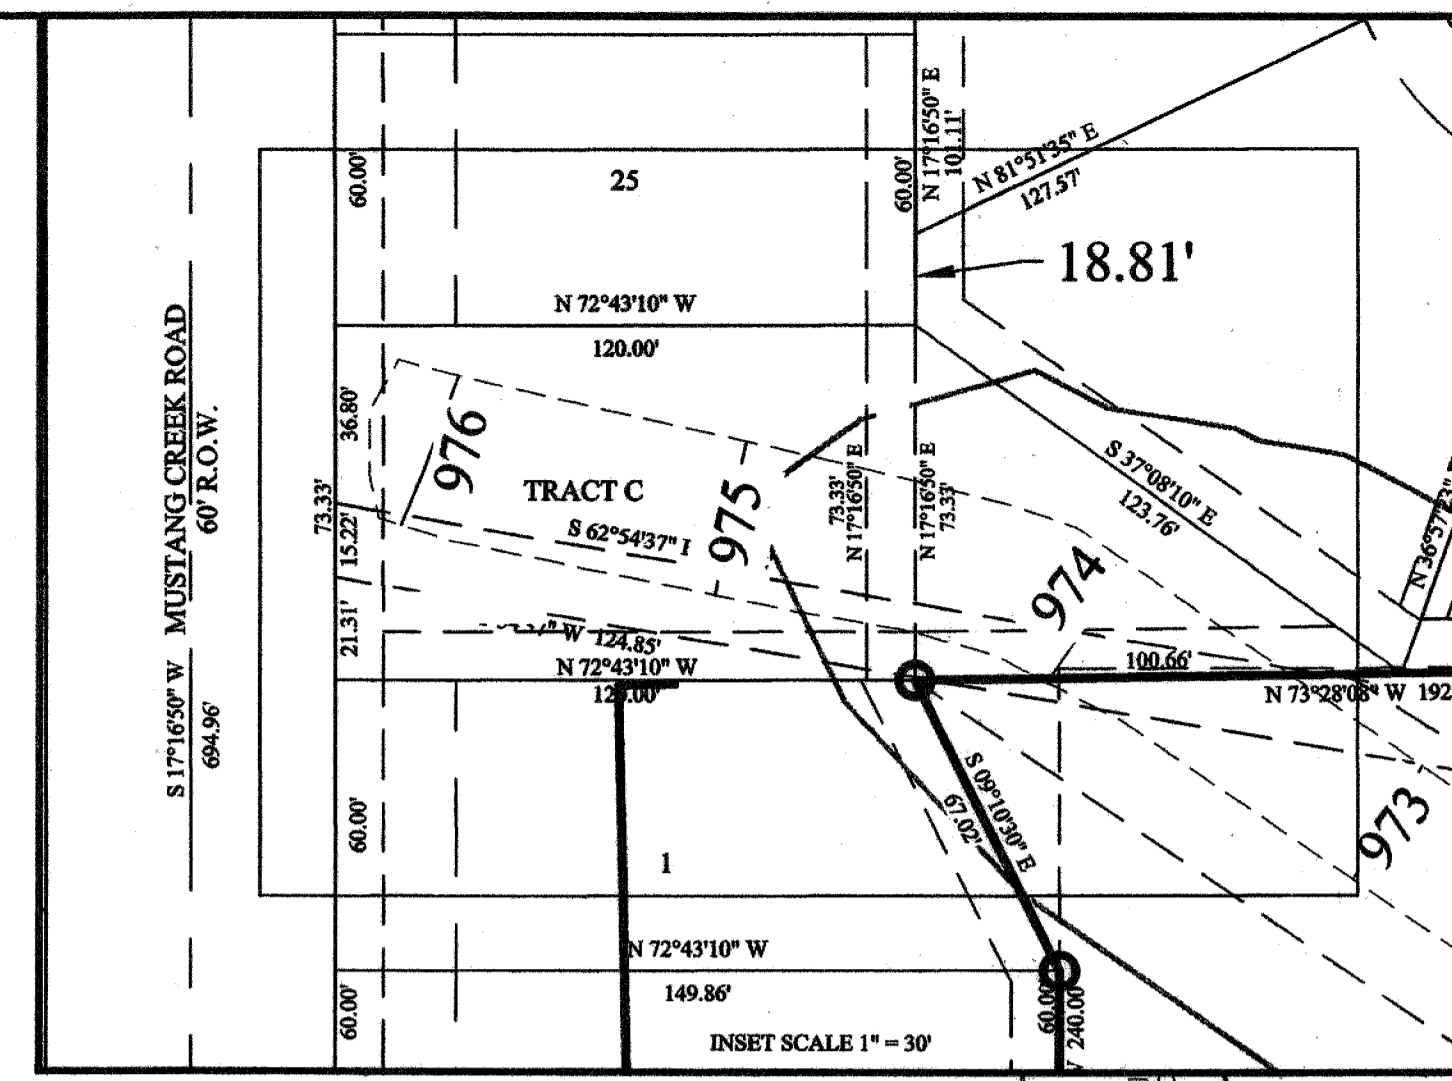 60.00'
25
60.00'
N 17°16'50" E
101.11'
N 81°51'35" E
127.57'
18.81'
N 72°43'10" W
120.00'
S 17°16'50" W MUSTANG CREEK ROAD
694.96' 60' R.O.W.
36.80'
73.33'
15.22'
21.31'
976
TRACT C
S 62°54'37"
975
73.33'
N 17°16'50" E
N 17°16'50" E
73.33'
S 37°08'10" E
123.76'
974
" W 124.85'
N 72°43'10" W
100.66'
N 73°28'08" W 192
S 09°10'30" E
67.02'
973
60.00'
1
N 72°43'10" W
149.86'
60.00'
60.00'
240.00'
INSET SCALE 1" = 30'